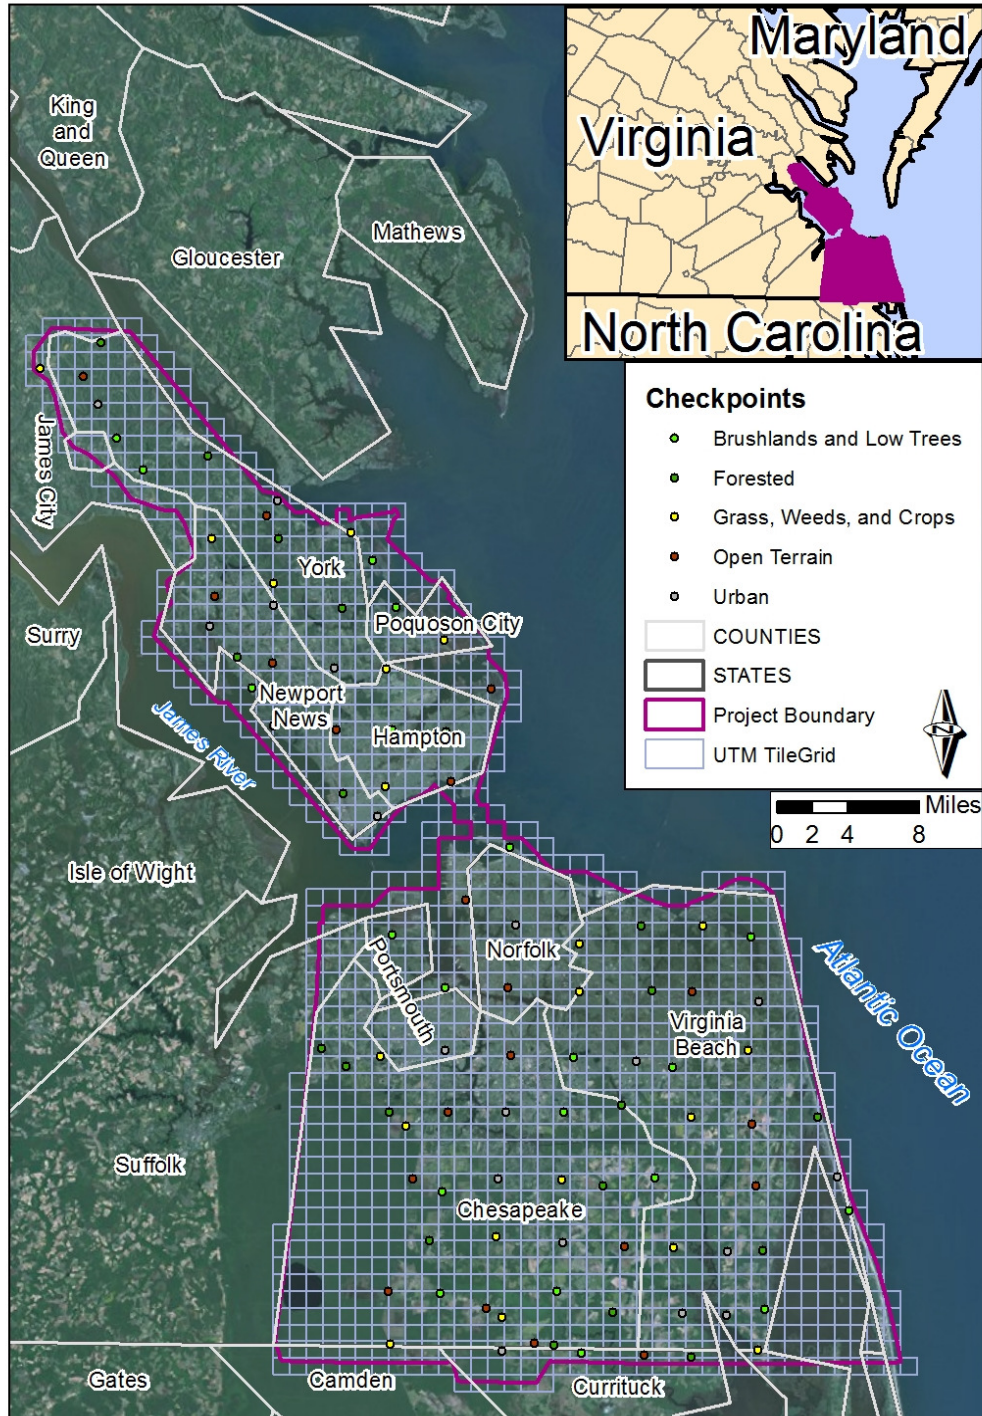 Maryland
Virginia
North Carolina
King
and
Queen
Mathews
Gloucester
James City
York
Poquoson City
Surry
Newport
News
Hampton
James River
Isle of Wight
Norfolk
Portsmouth
Virginia
Beach
Atlantic Ocean
Suffolk
Chesapeake
Gates
Camden
Currituck
Checkpoints
Brushlands and Low Trees
Forested
Grass, Weeds, and Crops
Open Terrain
Urban
COUNTIES
STATES
Project Boundary
UTM TileGrid
N
Miles
0 2 4 8